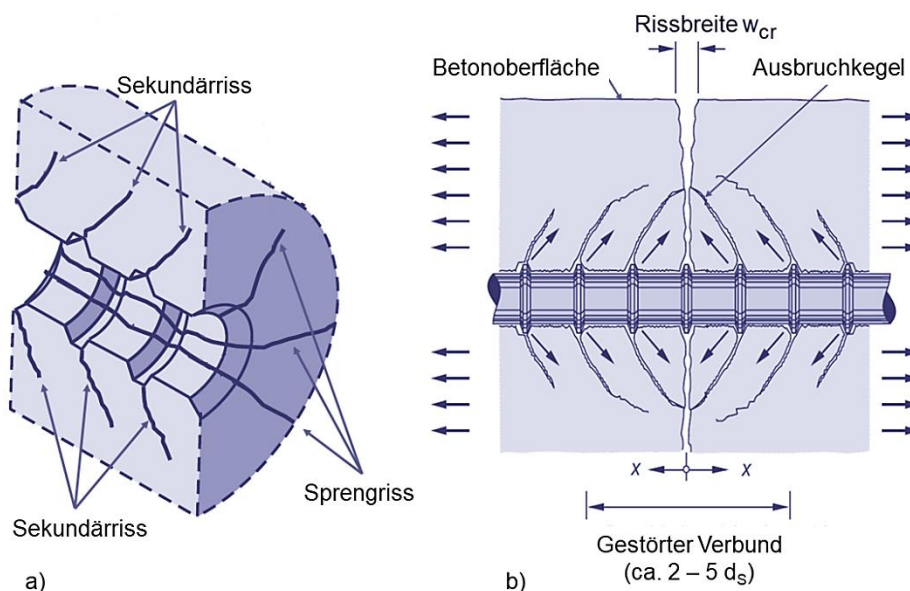 Sekundärriss
Sprengriss
Sekundärriss
a)
Rissbreite w_cr
Betonoberfläche
Ausbruchkegel
x x
Gestörter Verbund
(ca. 2 – 5 d_s)
b)